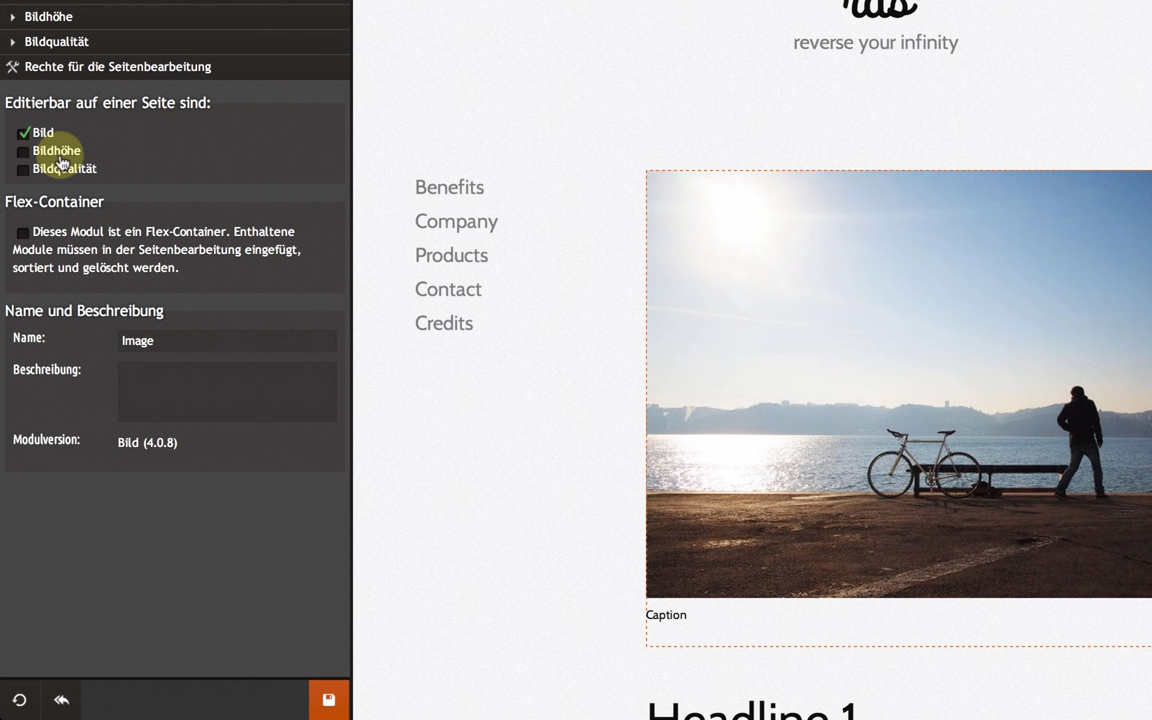 Bildhöhe
Bildqualität
Rechte für die Seitenbearbeitung
Editierbar auf einer Seite sind:
Bild
Bildhöhe
Bildqualität
Flex-Container
Dieses Modul ist ein Flex-Container. Enthaltene
Module müssen in der Seitenbearbeitung eingefügt,
sortiert und gelöscht werden.
Name und Beschreibung
Name:
Image
Beschreibung:
Modulversion:
Bild (4.0.8)
reverse your infinity
Benefits
Company
Products
Contact
Credits
Caption
Headline 1